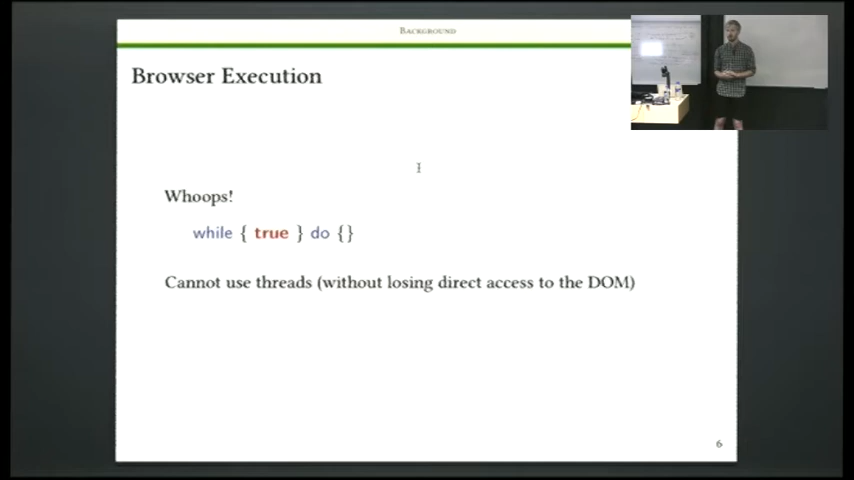 Background
Browser Execution
Whoops!
while { true } do {}
Cannot use threads (without losing direct access to the DOM)
6